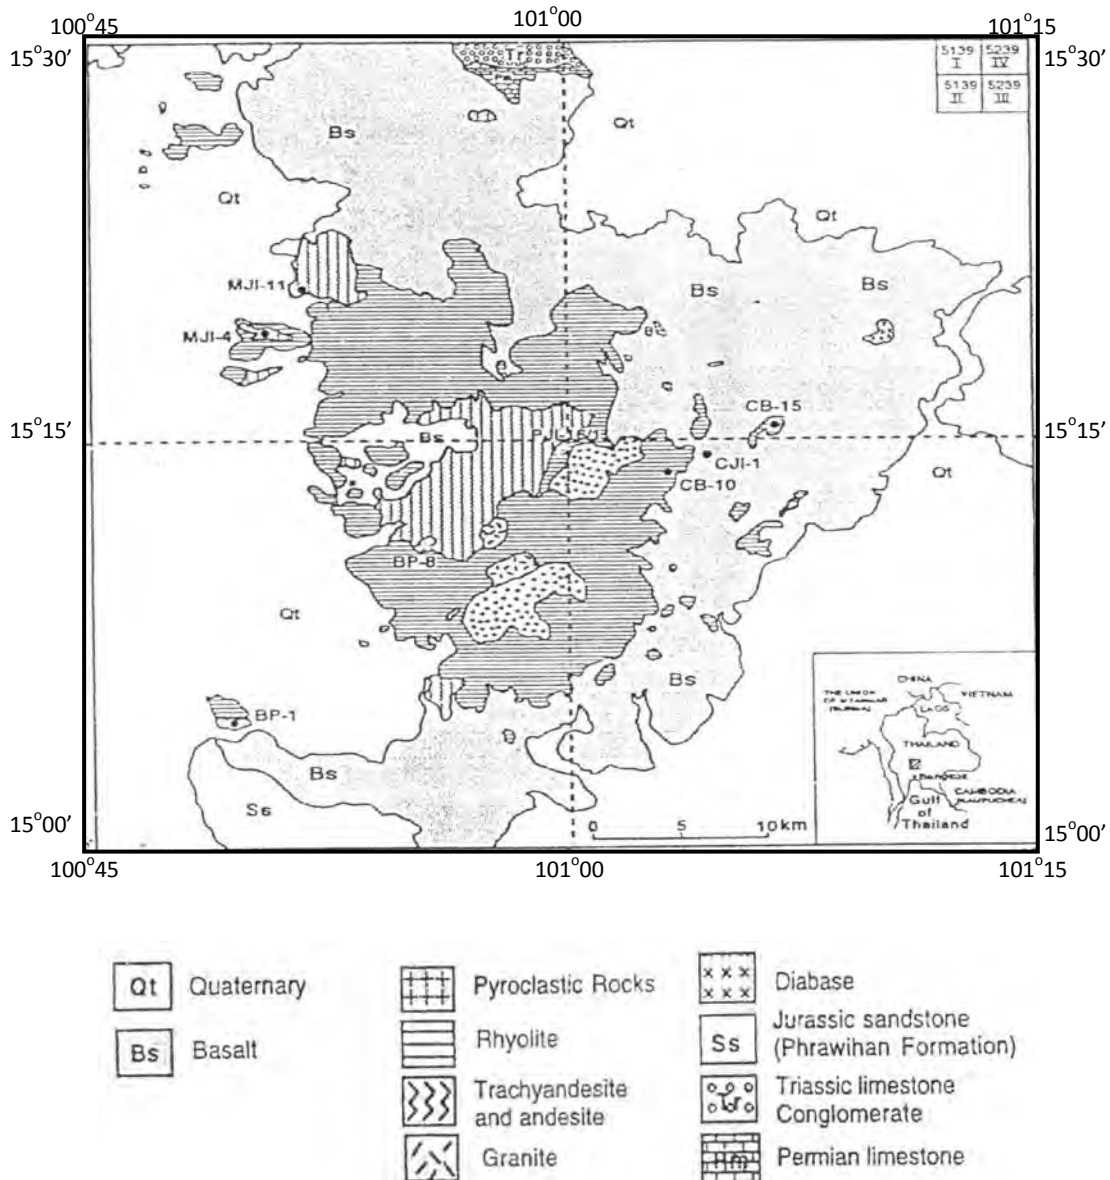 100°45 101°00 101°15
15°30′ 15°30′
5139 I 5239 IV
5139 II 5239 III
Tr
Bs
Qt
Qt
Qt
MJI-11
Bs
Bs
MJI-4
CB-15
15°15′ 15°15′
Bs
CJI-1
CB-10
Qt
BP-8
Qt
Bs
BP-1
Bs
Ss
CHINA
VIETNAM
LAOS
THAILAND
CAMBODIA
Gulf
of
Thailand
0 5 10 km
15°00′ 15°00′
100°45 101°00 101°15
Qt Quaternary
Bs Basalt
Pyroclastic Rocks
Rhyolite
Trachyandesite
and andesite
Granite
Diabase
Ss Jurassic sandstone
(Phrawihan Formation)
Tr Triassic limestone
Conglomerate
Permian limestone